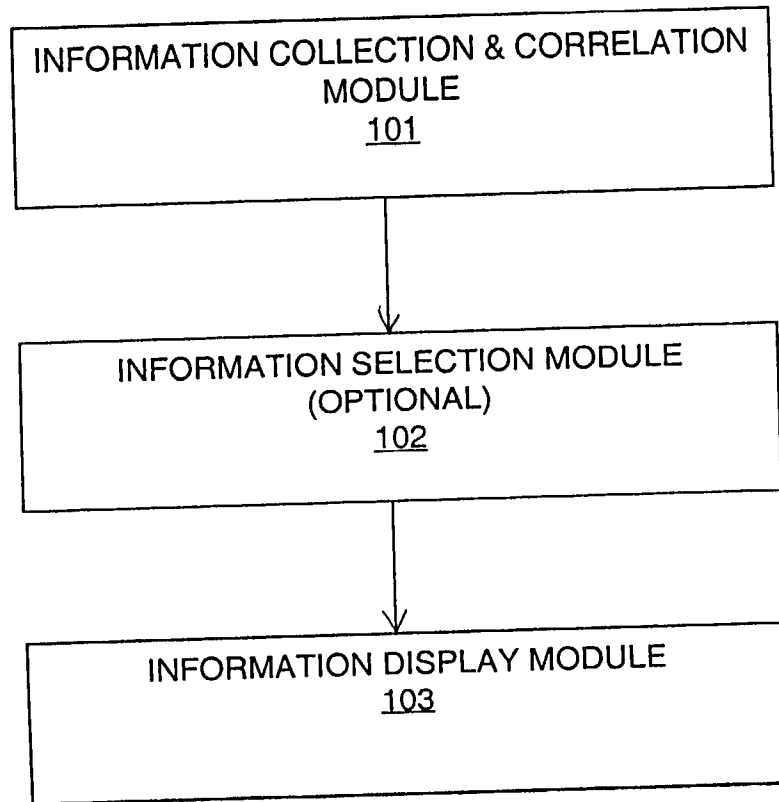 INFORMATION COLLECTION & CORRELATION
MODULE
101
INFORMATION SELECTION MODULE
(OPTIONAL)
102
INFORMATION DISPLAY MODULE
103